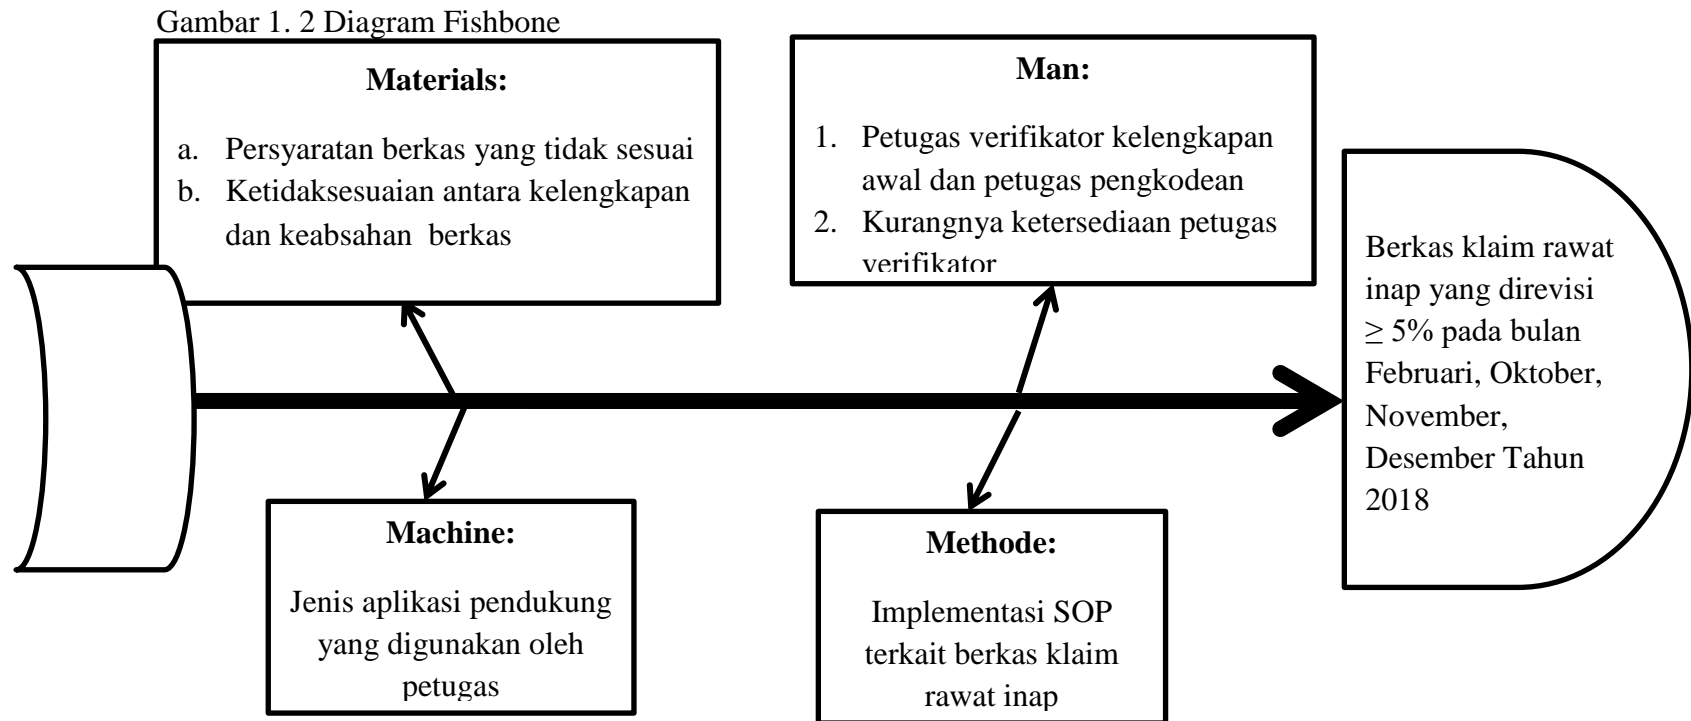 Gambar 1. 2 Diagram Fishbone
Materials:
a. Persyaratan berkas yang tidak sesuai
b. Ketidaksesuaian antara kelengkapan
dan keabsahan berkas
Man:
1. Petugas verifikator kelengkapan
awal dan petugas pengkodean
2. Kurangnya ketersediaan petugas
verifikator
Berkas klaim rawat
inap yang direvisi
≥ 5% pada bulan
Februari, Oktober,
November,
Desember Tahun
2018
Machine:
Jenis aplikasi pendukung
yang digunakan oleh
petugas
Methode:
Implementasi SOP
terkait berkas klaim
rawat inap